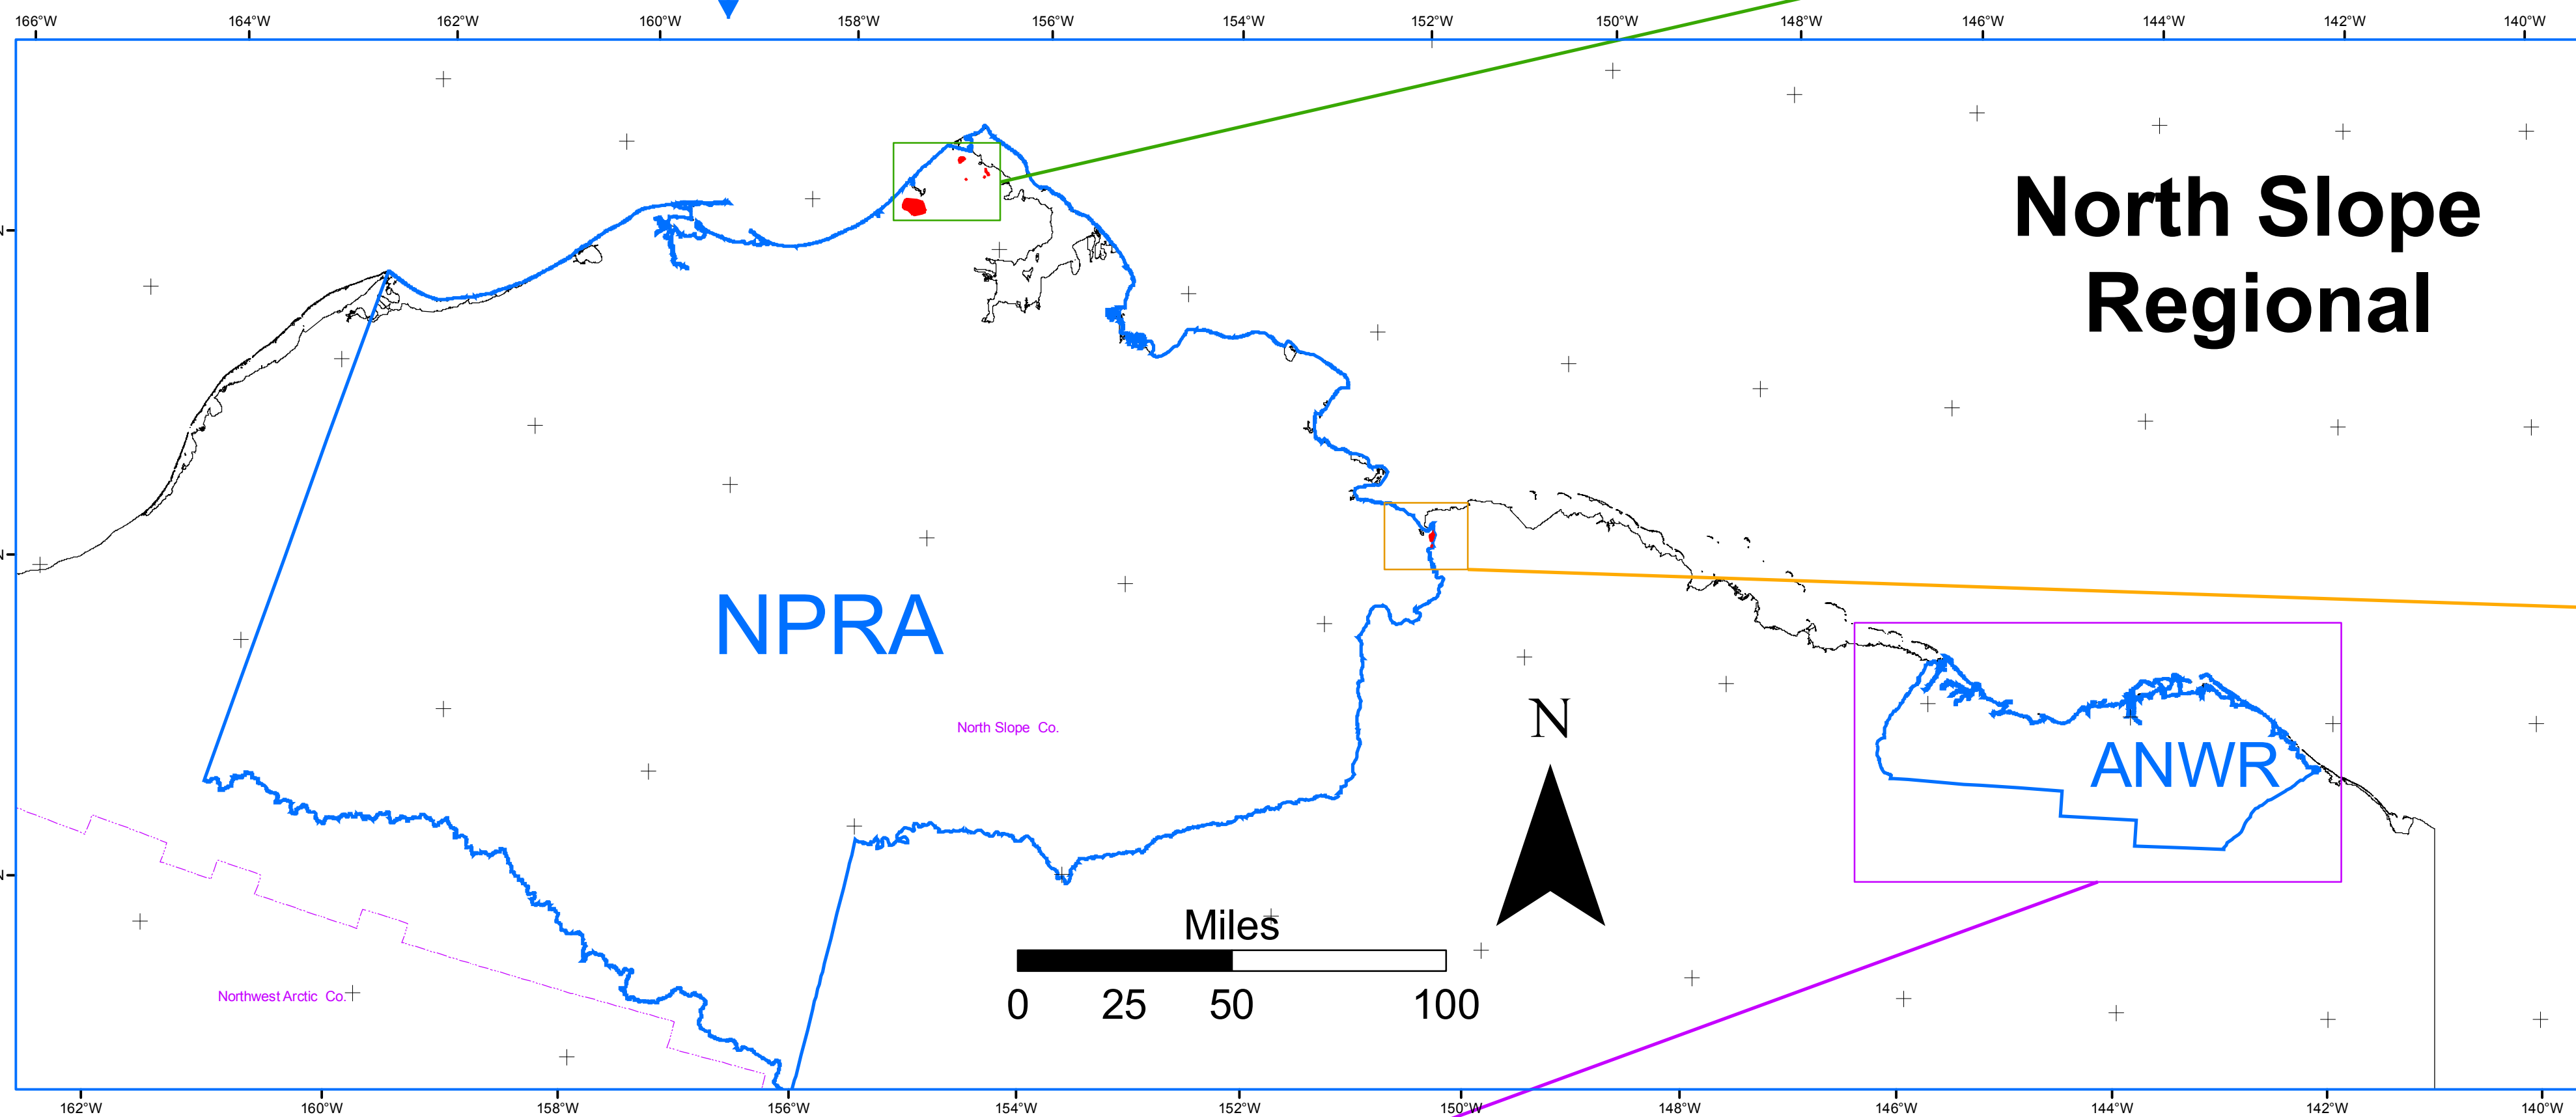 166°W 164°W 162°W 160°W 158°W 156°W 154°W 152°W 150°W 148°W 146°W 144°W 142°W 140°W
North Slope
Regional
N
N
NPRA
N
North Slope Co.
ANWR
N
Miles
Northwest Arctic Co.
0 25 50 100
162°W 160°W 158°W 156°W 154°W 152°W 150°W 148°W 146°W 144°W 142°W 140°W